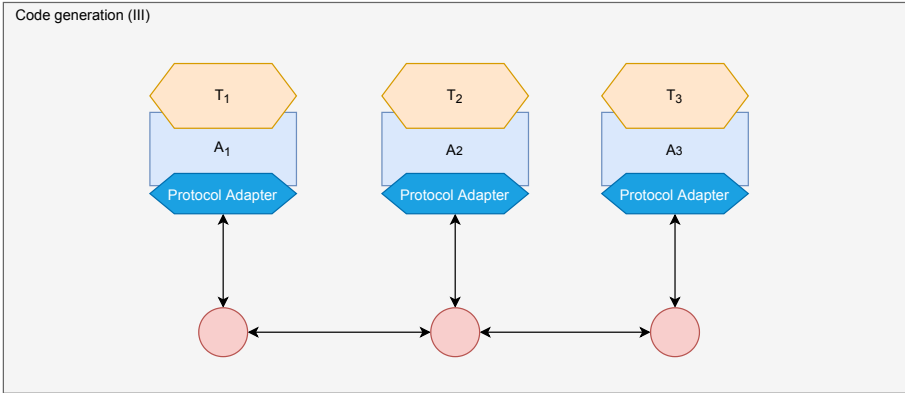 Code generation (III)
T1 T2 T3
A1 A2 A3
Protocol Adapter Protocol Adapter Protocol Adapter